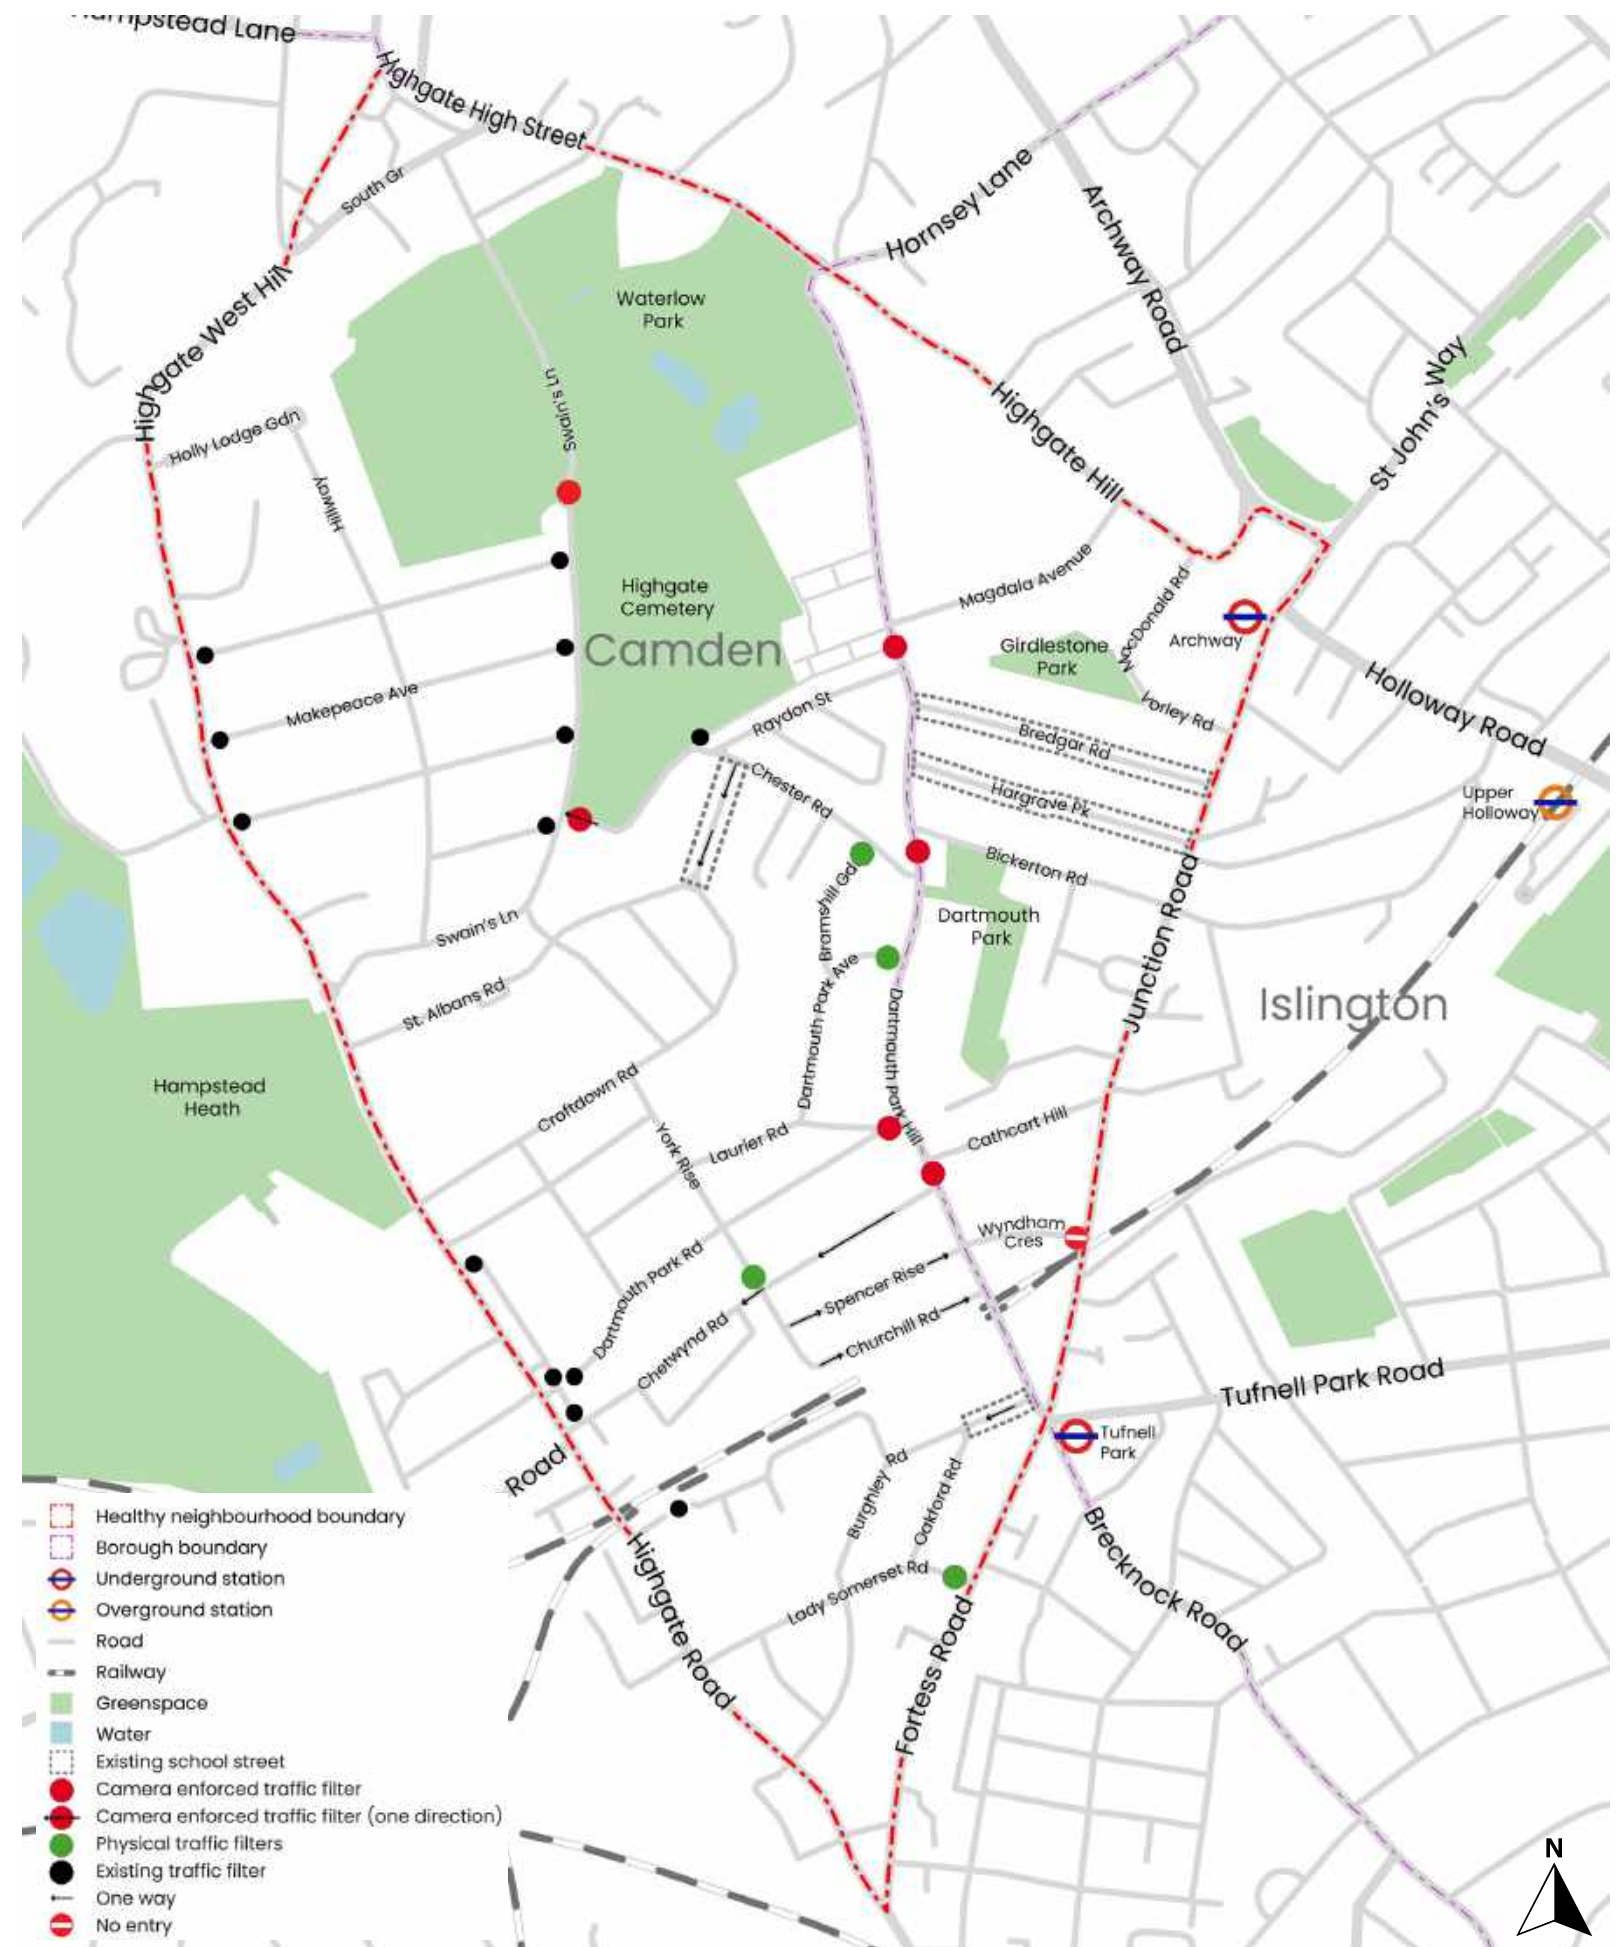 Hampstead Lane
Highgate High Street
South Gr
Hornsey Lane
Archway Road
Highgate West Hill
Waterlow
Park
St John's Way
Swain's Ln
Holly Lodge Gdn
Hillway
Highgate Hill
Magdala Avenue
MacDonald Rd
Highgate
Cemetery
Camden
Girdlestone
Park
Archway
Holloway Road
Makepeace Ave
Raydon St
Vorley Rd
Bredgar Rd
Chester Rd
Hargrave Pk
Upper
Holloway
Bickerton Rd
Bramshill Gd
Junction Road
Swain's Ln
Dartmouth
Park
St. Albans Rd
Dartmouth Park Ave
Dartmouth Park Hill
Islington
Hampstead
Heath
Croftdown Rd
York Rise
Laurier Rd
Cathcart Hill
Wyndham
Cres
Dartmouth Park Rd
Spencer Rise
Chetwynd Rd
Churchill Rd
Tufnell Park Road
Tufnell
Park
Road
Burghley Rd
Oakford Rd
Brecknock Road
Highgate Road
Lady Somerset Rd
Fortess Road
Healthy neighbourhood boundary
Borough boundary
Underground station
Overground station
Road
Railway
Greenspace
Water
Existing school street
Camera enforced traffic filter
Camera enforced traffic filter (one direction)
Physical traffic filters
Existing traffic filter
One way
No entry
N